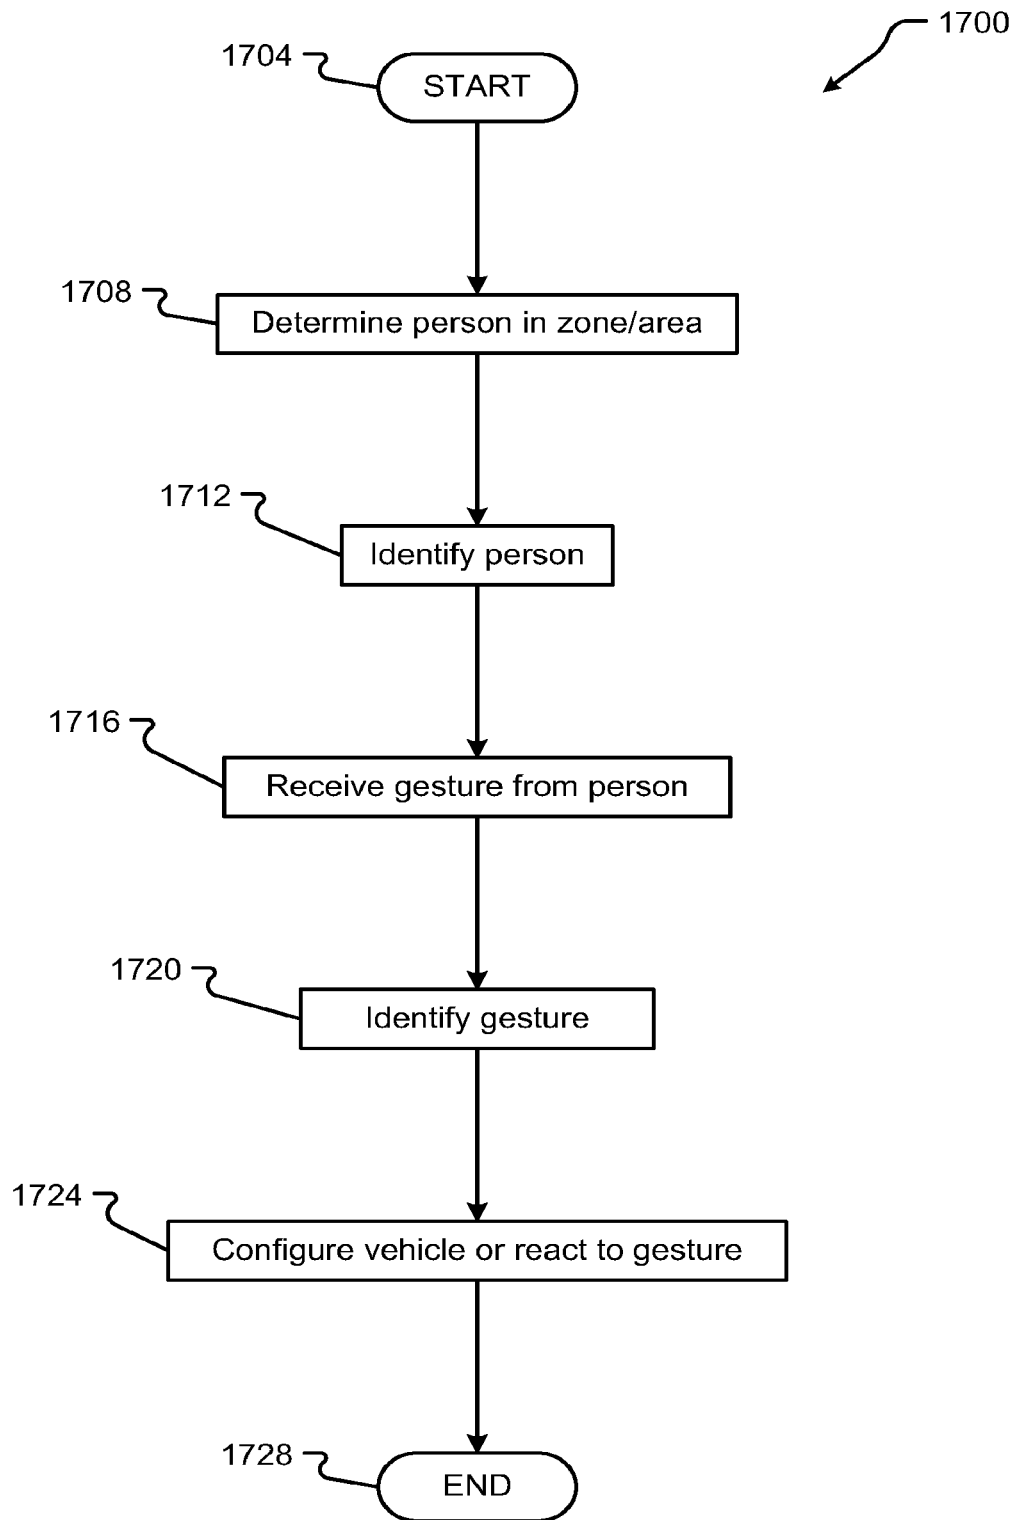 1700
1704
START
1708
Determine person in zone/area
1712
Identify person
1716
Receive gesture from person
1720
Identify gesture
1724
Configure vehicle or react to gesture
1728
END